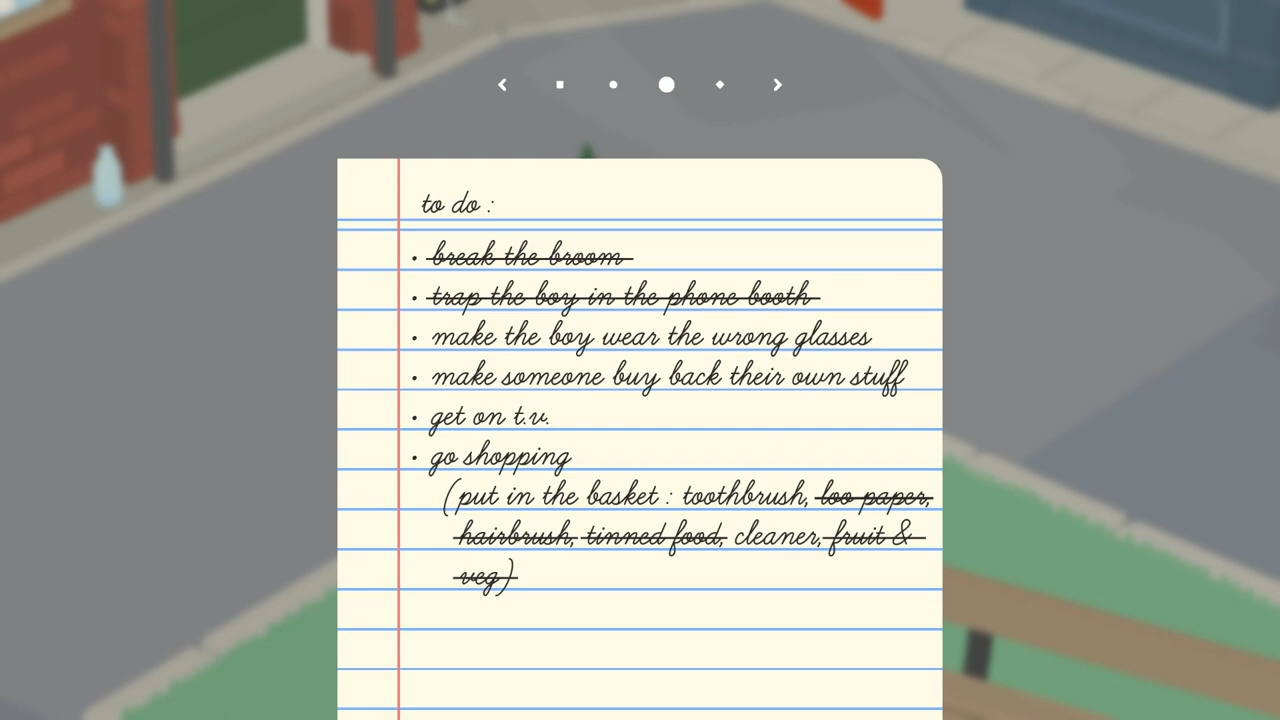 to do :
• break the broom
• trap the boy in the phone booth
• make the boy wear the wrong glasses
• make someone buy back their own stuff
• get on t.v.
• go shopping
(put in the basket : toothbrush, loo paper,
hairbrush, tinned food, cleaner, fruit &
veg)